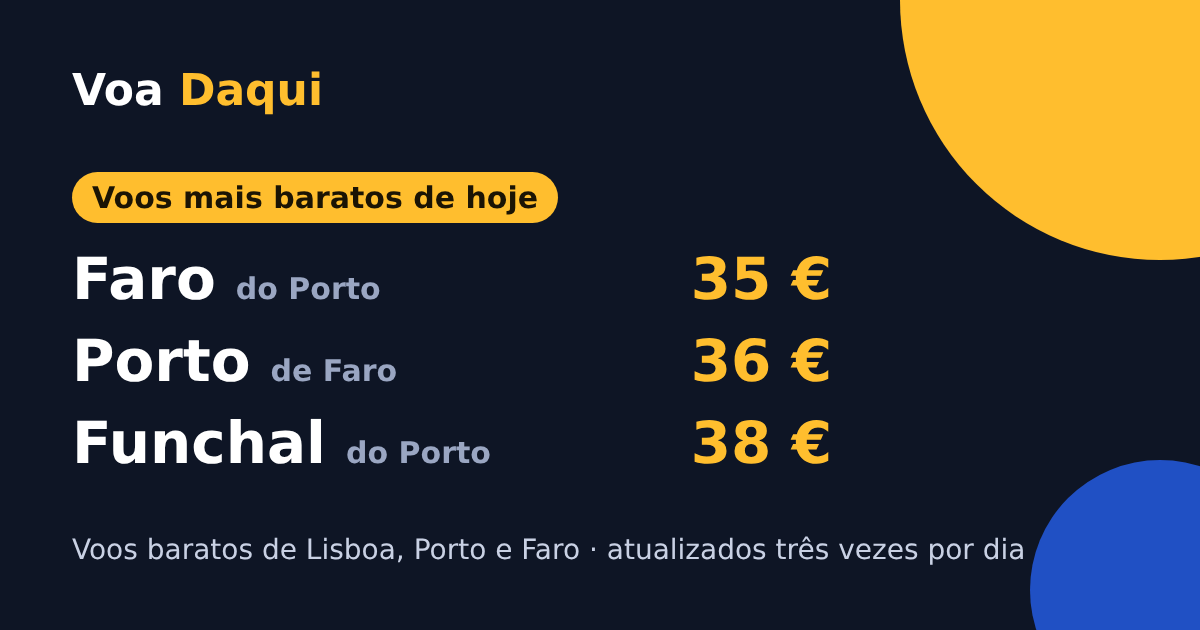 Voa Daqui
Voos mais baratos de hoje
Faro do Porto 35 €
Porto de Faro 36 €
Funchal do Porto 38 €
Voos baratos de Lisboa, Porto e Faro · atualizados três vezes por dia